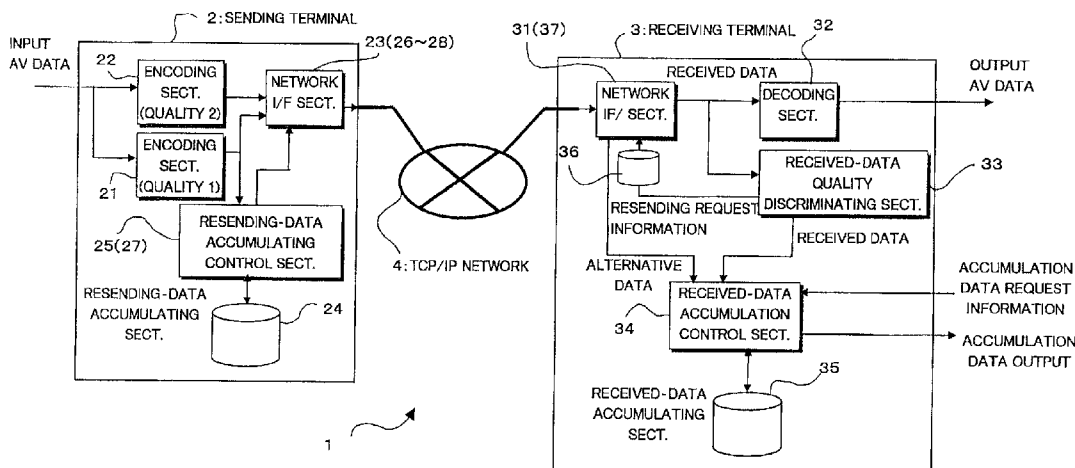 2:SENDING TERMINAL
INPUT
AV DATA
22
ENCODING
SECT.
(QUALITY 2)
23(26~28)
NETWORK
I/F SECT.
ENCODING
SECT.
(QUALITY 1)
21
RESENDING-DATA
ACCUMULATING
CONTROL SECT.
25(27)
RESENDING-DATA
ACCUMULATING
SECT.
24
4:TCP/IP NETWORK
1
31(37)
3:RECEIVING TERMINAL
32
RECEIVED DATA
NETWORK
IF/ SECT.
DECODING
SECT.
OUTPUT
AV DATA
36
RECEIVED-DATA
QUALITY
DISCRIMINATING SECT.
33
RESENDING REQUEST
INFORMATION
RECEIVED DATA
ALTERNATIVE
DATA
RECEIVED-DATA
ACCUMULATION
CONTROL SECT.
34
ACCUMULATION
DATA REQUEST
INFORMATION
ACCUMULATION
DATA OUTPUT
RECEIVED-DATA
ACCUMULATING
SECT.
35